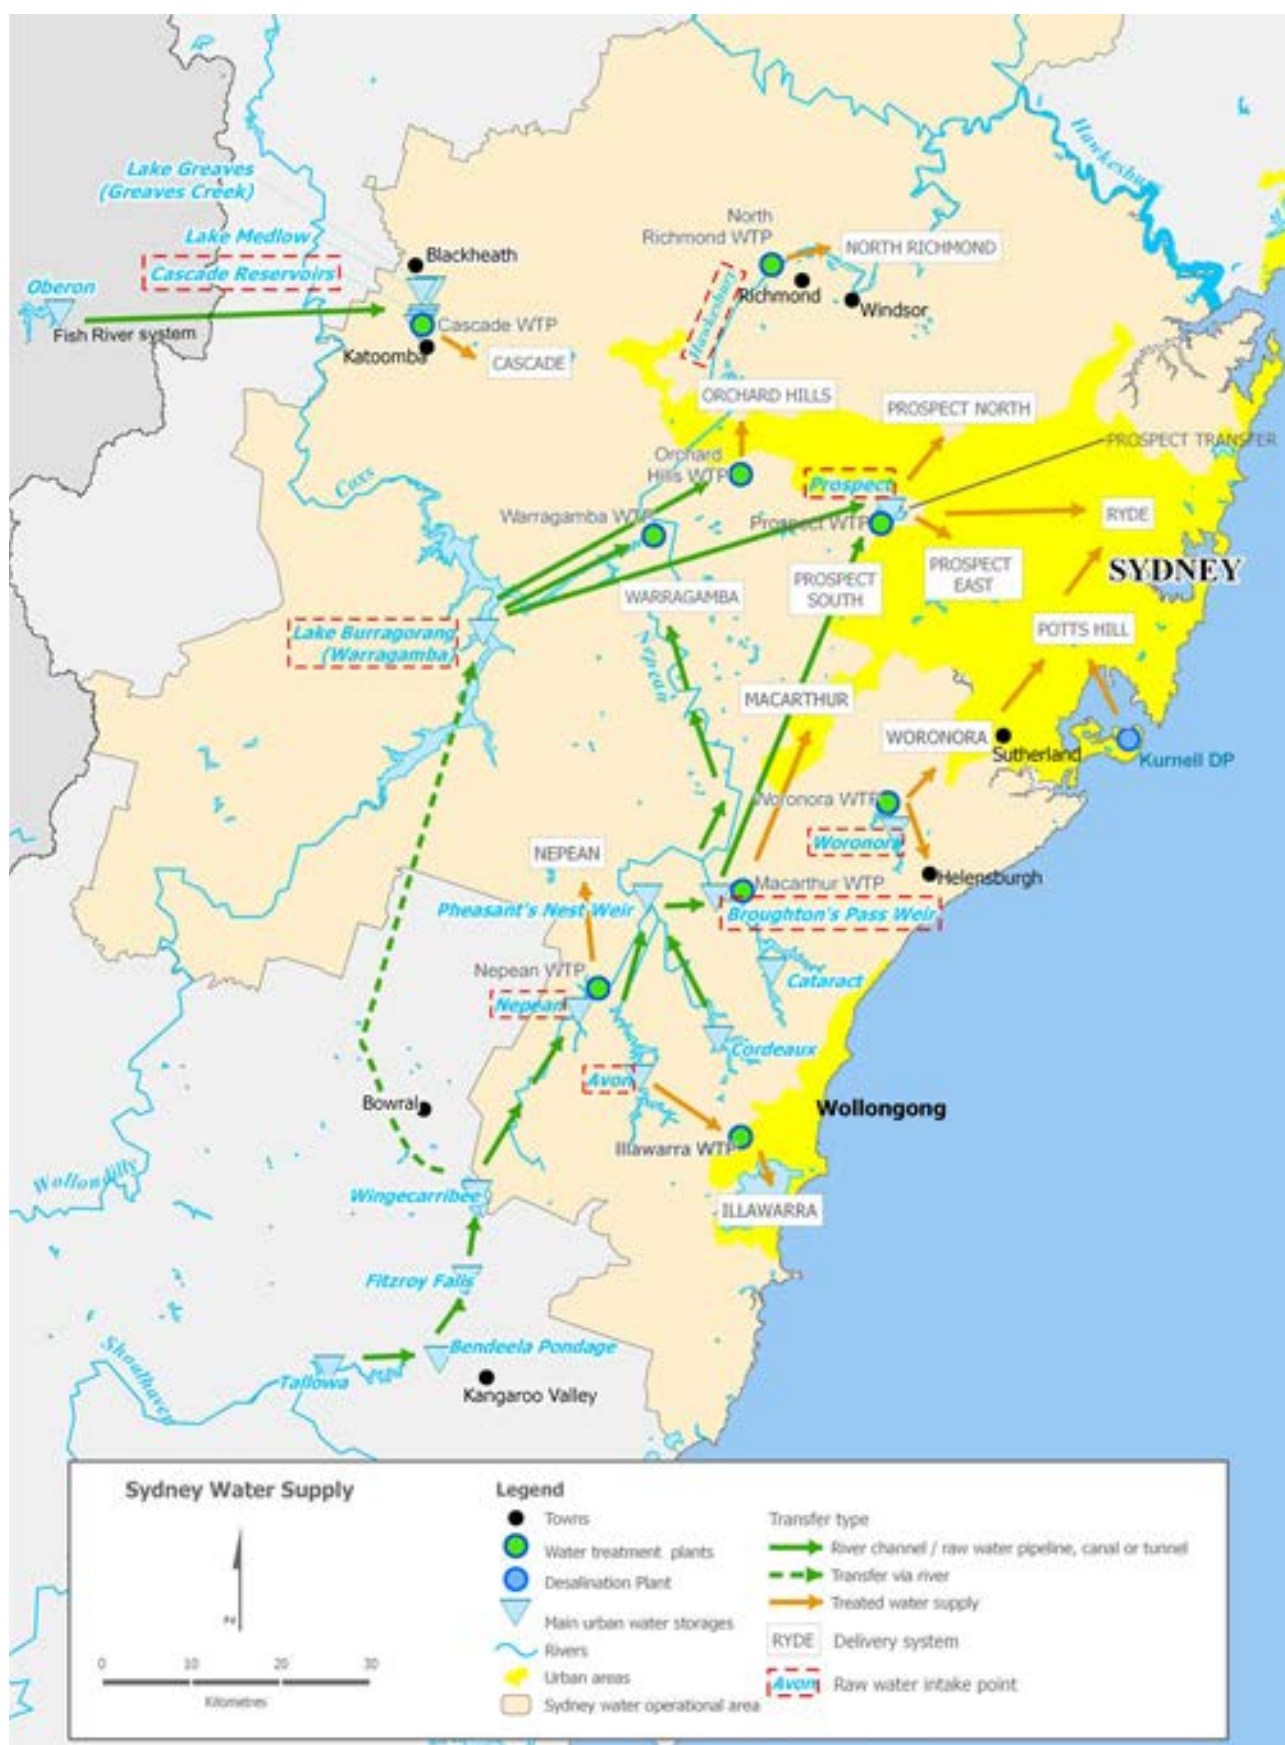 Hawkesbury
Lake Greaves
(Greaves Creek)
Lake Medlow
Cascade Reservoirs
Oberon
Fish River system
Blackheath
Cascade WTP
Katoomba
CASCADE
North
Richmond WTP
NORTH RICHMOND
Richmond
Windsor
Hawkesbury
ORCHARD HILLS
PROSPECT NORTH
PROSPECT TRANSFER
Orchard
Hills WTP
Prospect
Coxs
Warragamba WTP
Prospect WTP
RYDE
SYDNEY
PROSPECT
EAST
PROSPECT
SOUTH
WARRAGAMBA
POTTS HILL
Lake Burragorang
(Warragamba)
Nepean
MACARTHUR
WORONORA
Sutherland
Kurnell DP
Woronora WTP
Woronora
NEPEAN
Helensburgh
Macarthur WTP
Pheasant's Nest Weir
Broughton's Pass Weir
Nepean WTP
Nepean
Cataract
Cordeaux
Avon
Bowral
Wollongong
Illawarra WTP
Wollondilly
Wingecarribee
ILLAWARRA
Fitzroy Falls
Shoalhaven
Bendeela Pondage
Tallowa
Kangaroo Valley
Sydney Water Supply
0 10 20 30
Kilometres
Legend
Towns
Water treatment plants
Desalination Plant
Main urban water storages
Rivers
Urban areas
Sydney water operational area
Transfer type
River channel / raw water pipeline, canal or tunnel
Transfer via river
Treated water supply
RYDE Delivery system
Avon Raw water intake point